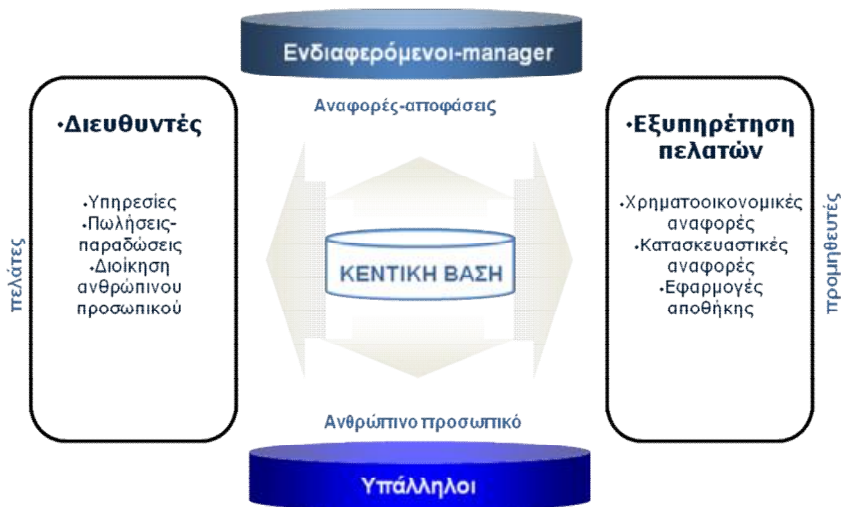 Ενδιαφερόμενοι-manager
Αναφορές-αποφάσεις
•Διευθυντές
•Υπηρεσίες
•Πωλήσεις-
παραδώσεις
•Διοίκηση
ανθρώπινου
προσωπικού
πελάτες
ΚΕΝΤΙΚΗ ΒΑΣΗ
•Εξυπηρέτηση
πελατών
•Χρηματοοικονομικές
αναφορές
•Κατασκευαστικές
αναφορές
•Εφαρμογές
αποθήκης
προμηθευτές
Ανθρώπινο προσωπικό
Υπάλληλοι